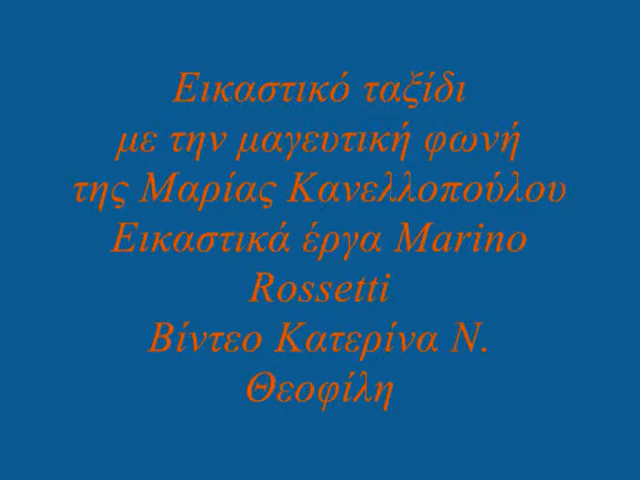 Εικαστικό ταξίδι
με την μαγευτική φωνή
της Μαρίας Κανελλοπούλου
Εικαστικά έργα Marino
Rossetti
Βίντεο Κατερίνα Ν.
Θεοφίλη